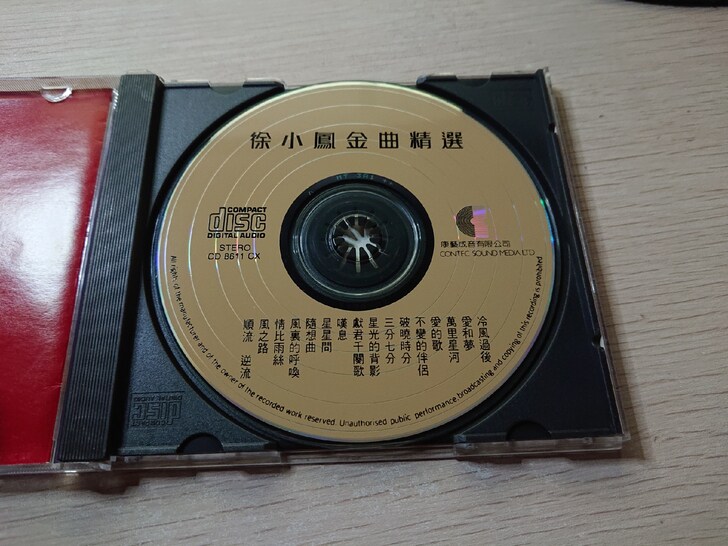 徐小鳳金曲精選
COMPACT
disc
DIGITAL AUDIO
STERO
CD 8611 CX
康藝成音有限公司
CONTEC SOUND MEDIA LTD
冷風過後
愛和夢
萬里星河
愛的歌
不變的伴侶
破曉時分
三分七分
星光的背影
獻君千闋歌
嘆息
星星問
隨想曲
風裏的呼喚
情比雨絲
風之路
順流 逆流
All rights of the manufacturer and of the owner of the recorded work reserved. Unauthorised public performance, broadcasting and copying of this recording is prohibited